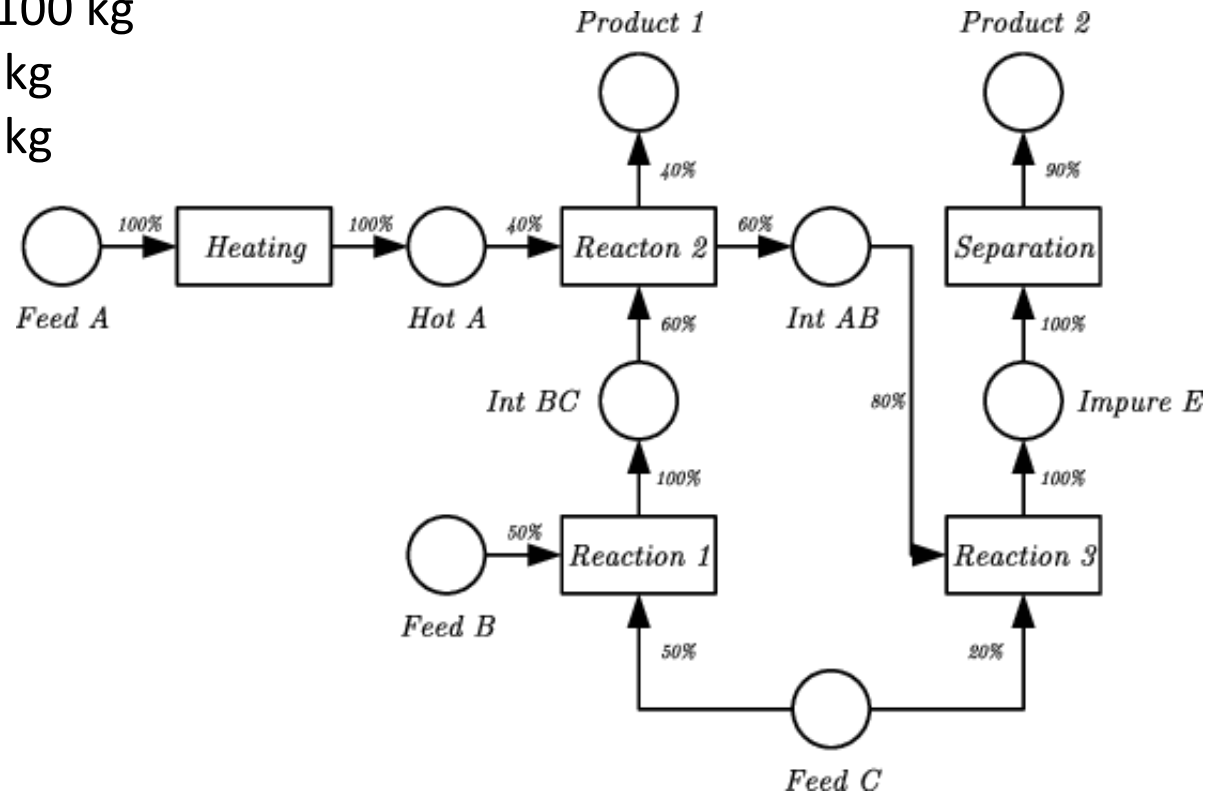 100 kg
kg
kg
Product 1
Product 2
40%
90%
100%
100%
40%
60%
Heating
Reacton 2
Separation
Feed A
Hot A
Int AB
60%
100%
Int BC
80%
Impure E
100%
100%
50%
Reaction 1
Reaction 3
Feed B
50%
20%
Feed C